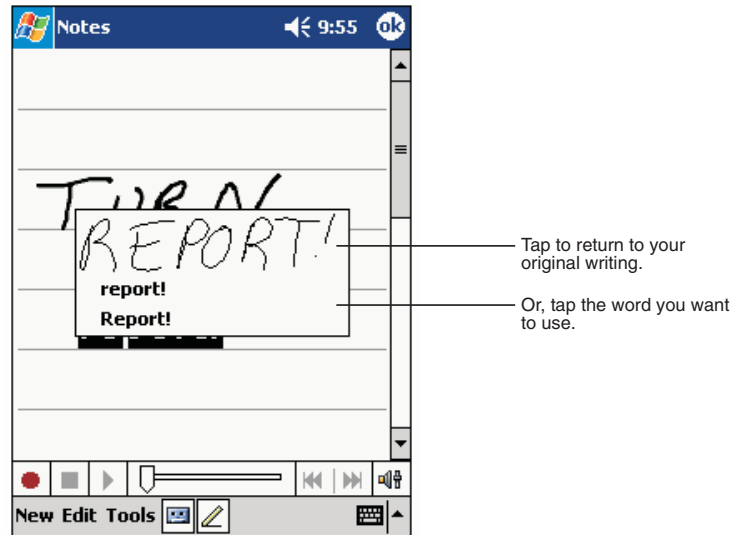 Notes 9:55 ok
TURN
REPORT!
Tap to return to your
original writing.
report!
Or, tap the word you want
to use.
Report!
New Edit Tools